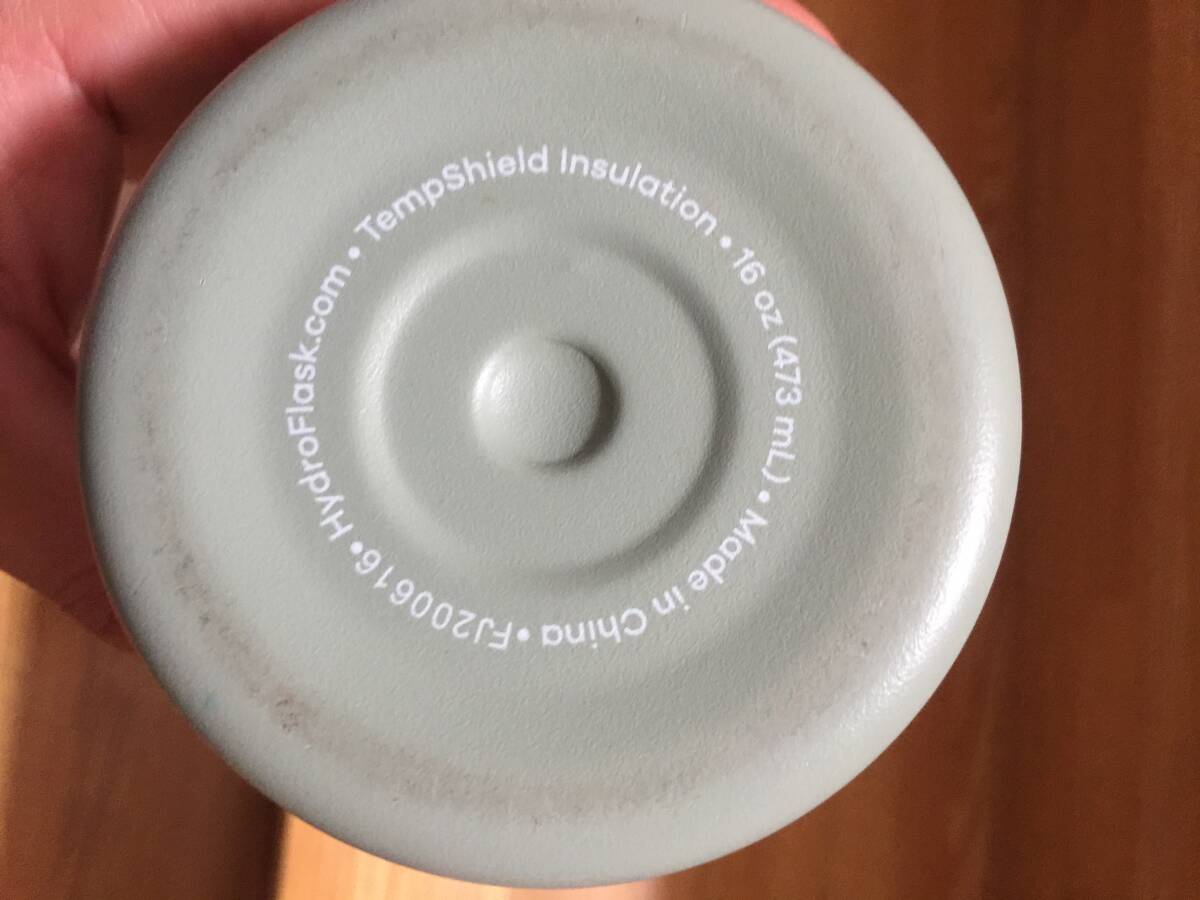 HydroFlask.com • TempShield Insulation • 16 oz (473 mL) • Made in China • FJ200616 •